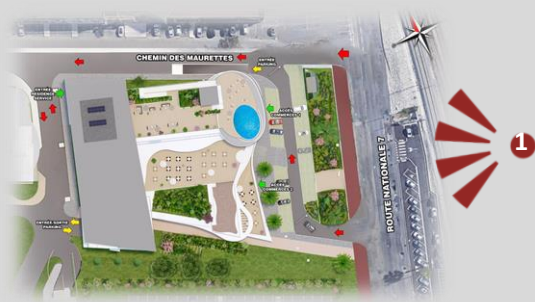 CHEMIN DES MAURETTES
ENTRÉE
PARKING
ENTRÉE
RÉSIDENCE
SERVICE
ACCÈS
COMMERCES
1
ROUTE NATIONALE 7
ACCÈS
COMMERCES
ENTRÉE-SORTIE
PARKING